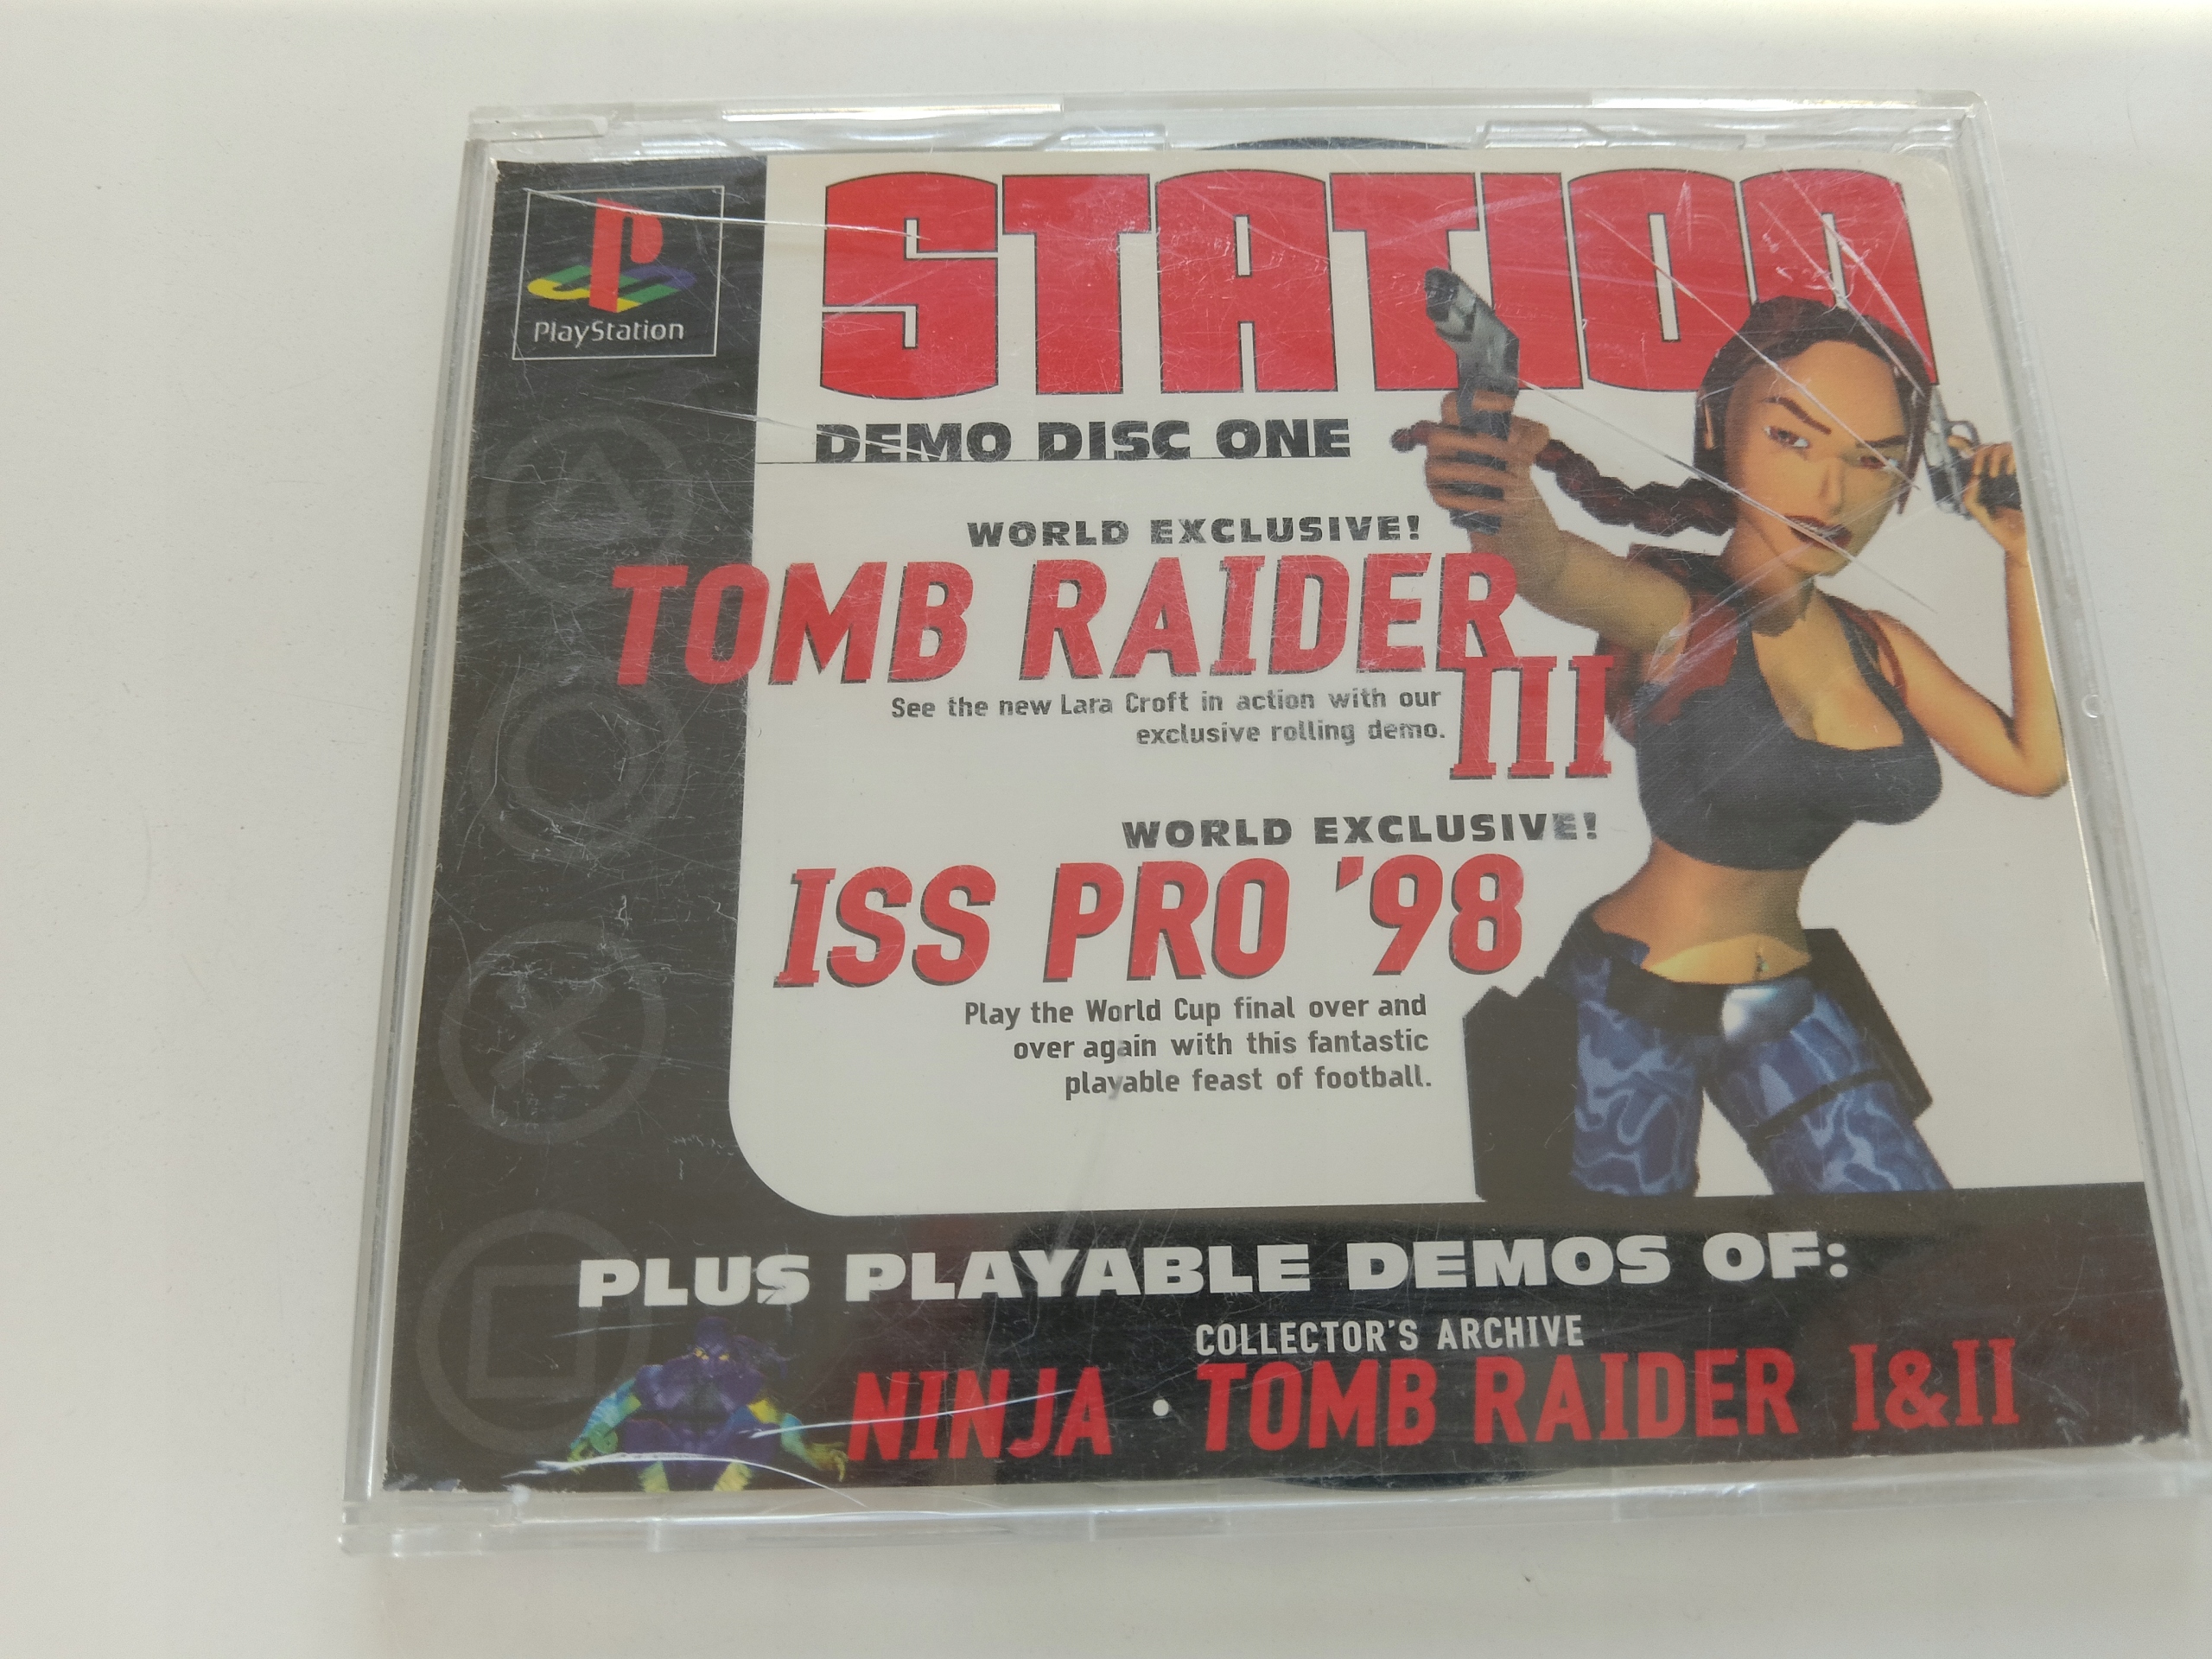 PlayStation
STATION
DEMO DISC ONE
WORLD EXCLUSIVE!
TOMB RAIDER
III
See the new Lara Croft in action with our
exclusive rolling demo.
WORLD EXCLUSIVE!
ISS PRO '98
Play the World Cup final over and
over again with this fantastic
playable feast of football.
PLUS PLAYABLE DEMOS OF:
COLLECTOR'S ARCHIVE
NINJA • TOMB RAIDER I&II